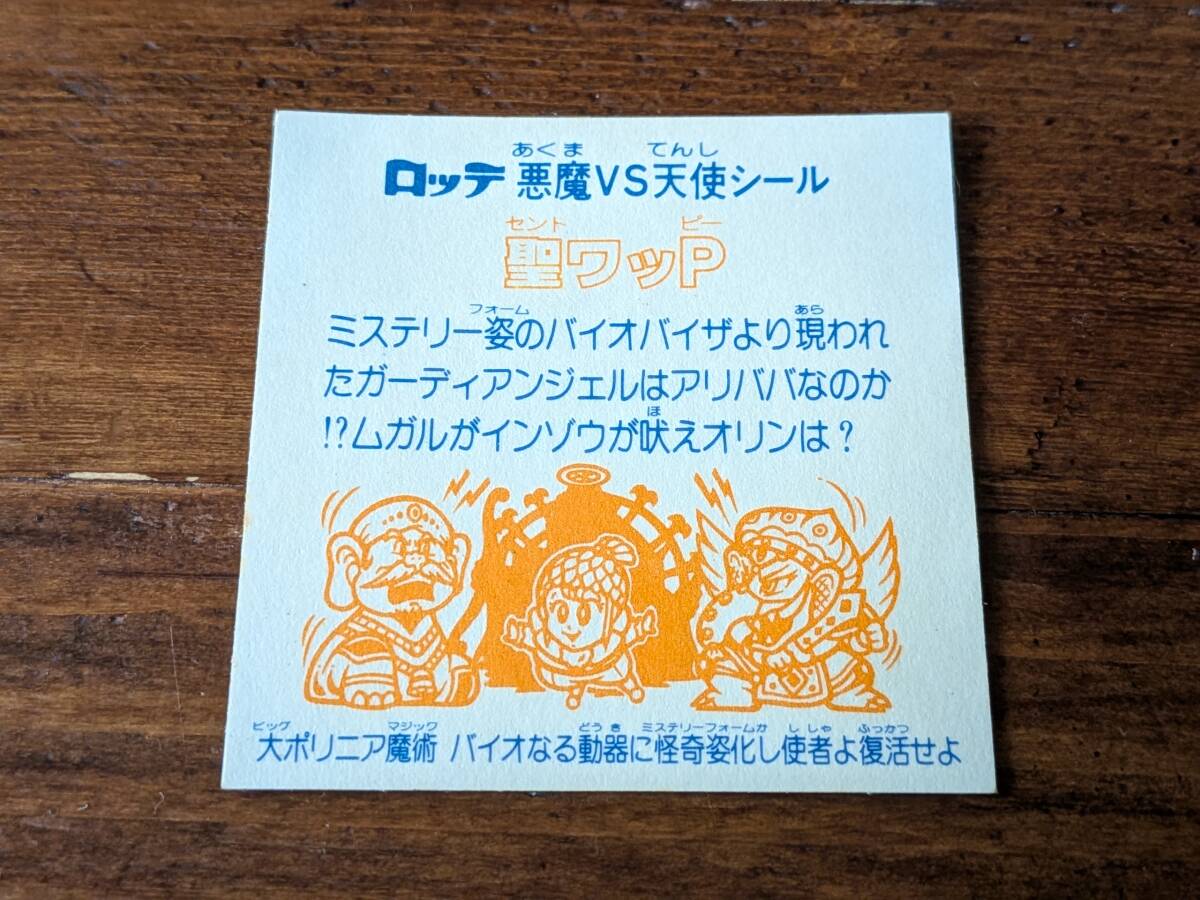 あくま てんし
ロッテ 悪魔VS天使シール
セント ピー
聖ワッP
フォーム あら
ミステリー姿のバイオバイザより現われ
たガーディアンジェルはアリババなのか
ほ
!?ムガルがインゾウが吠えオリンは?
ビッグ マジック どうき ミステリーフォームか ししゃ ふっかつ
大ポリニア魔術 バイオなる動器に怪奇姿化し使者よ復活せよ